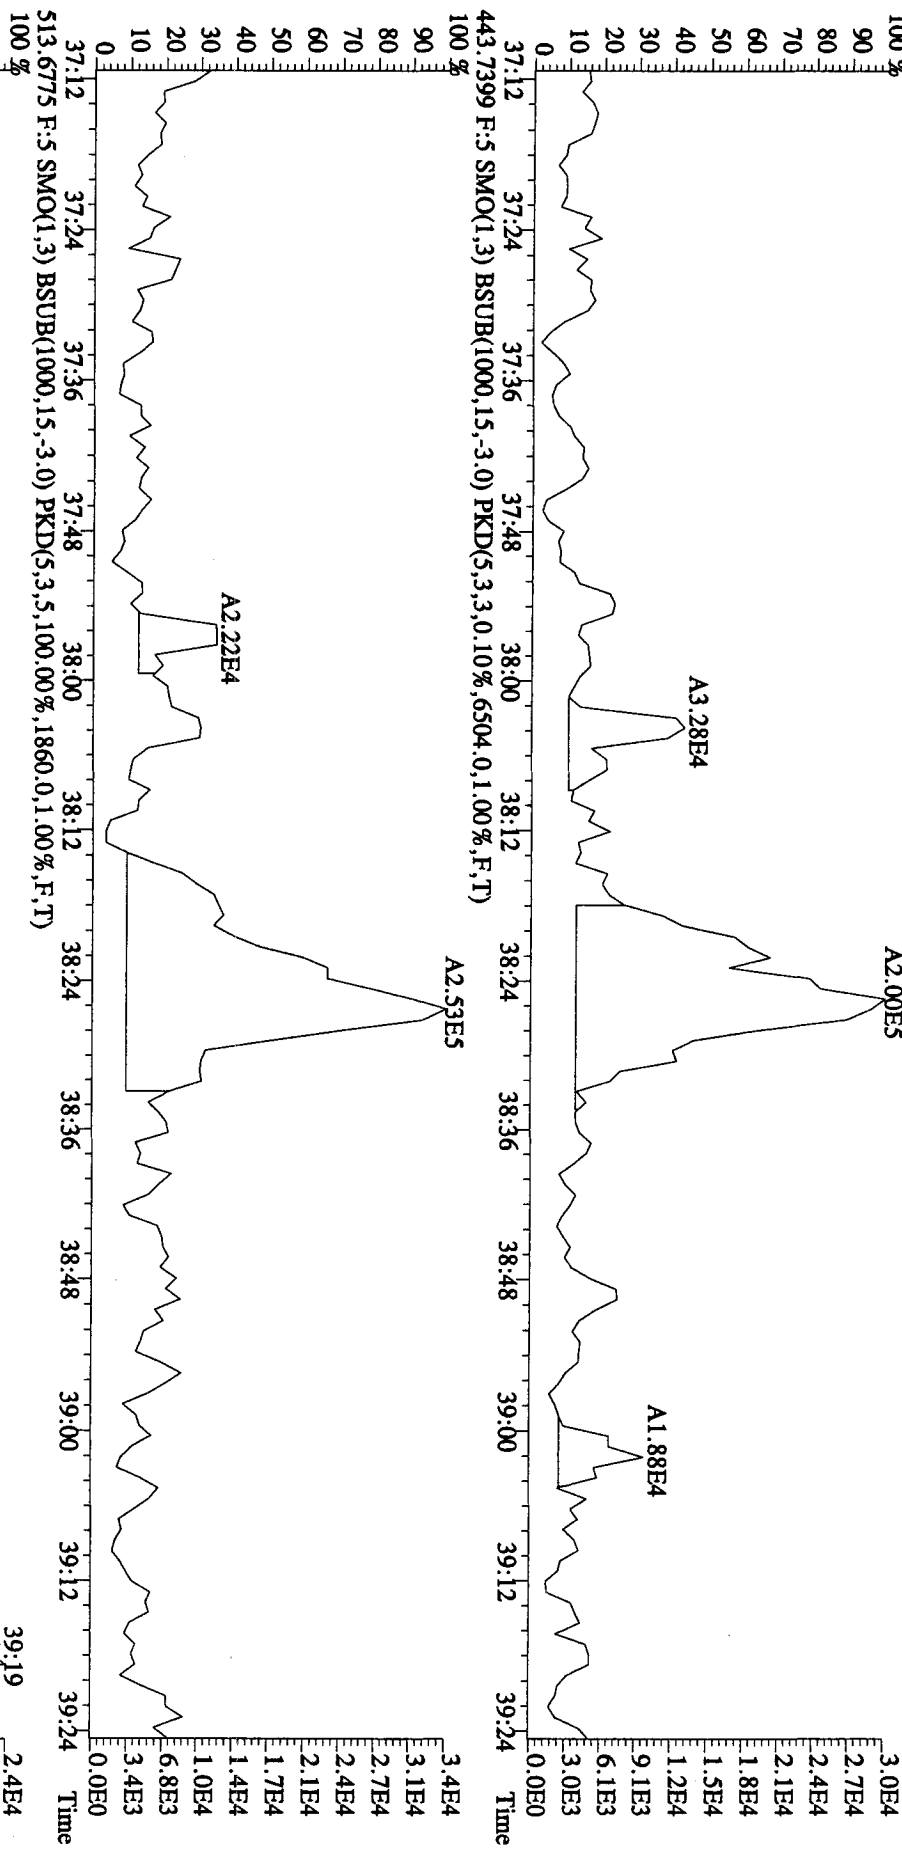 100 % A2.00E5 3.0E4
90 2.7E4
80 2.4E4
70 2.1E4
60 1.8E4
50 1.5E4
40 A3.28E4 A1.88E4 1.2E4
30 9.1E3
20 6.1E3
10 3.0E3
0 0.0E0
37:12 37:24 37:36 37:48 38:00 38:12 38:24 38:36 38:48 39:00 39:12 39:24 Time
443.7399 F:5 SMO(1,3) BSUB(1000,15,-3.0) PKD(5,3,3,0.10%,6504.0,1.00%,F,T)
100 % A2.53E5 3.4E4
90 3.1E4
80 2.7E4
70 2.4E4
60 2.1E4
50 1.7E4
40 1.4E4
30 A2.22E4 1.0E4
20 6.8E3
10 3.4E3
0 0.0E0
37:12 37:24 37:36 37:48 38:00 38:12 38:24 38:36 38:48 39:00 39:12 39:24 Time
513.6775 F:5 SMO(1,3) BSUB(1000,15,-3.0) PKD(5,3,5,100.00%,1860.0,1.00%,F,T)
100 % 39:19 2.4E4